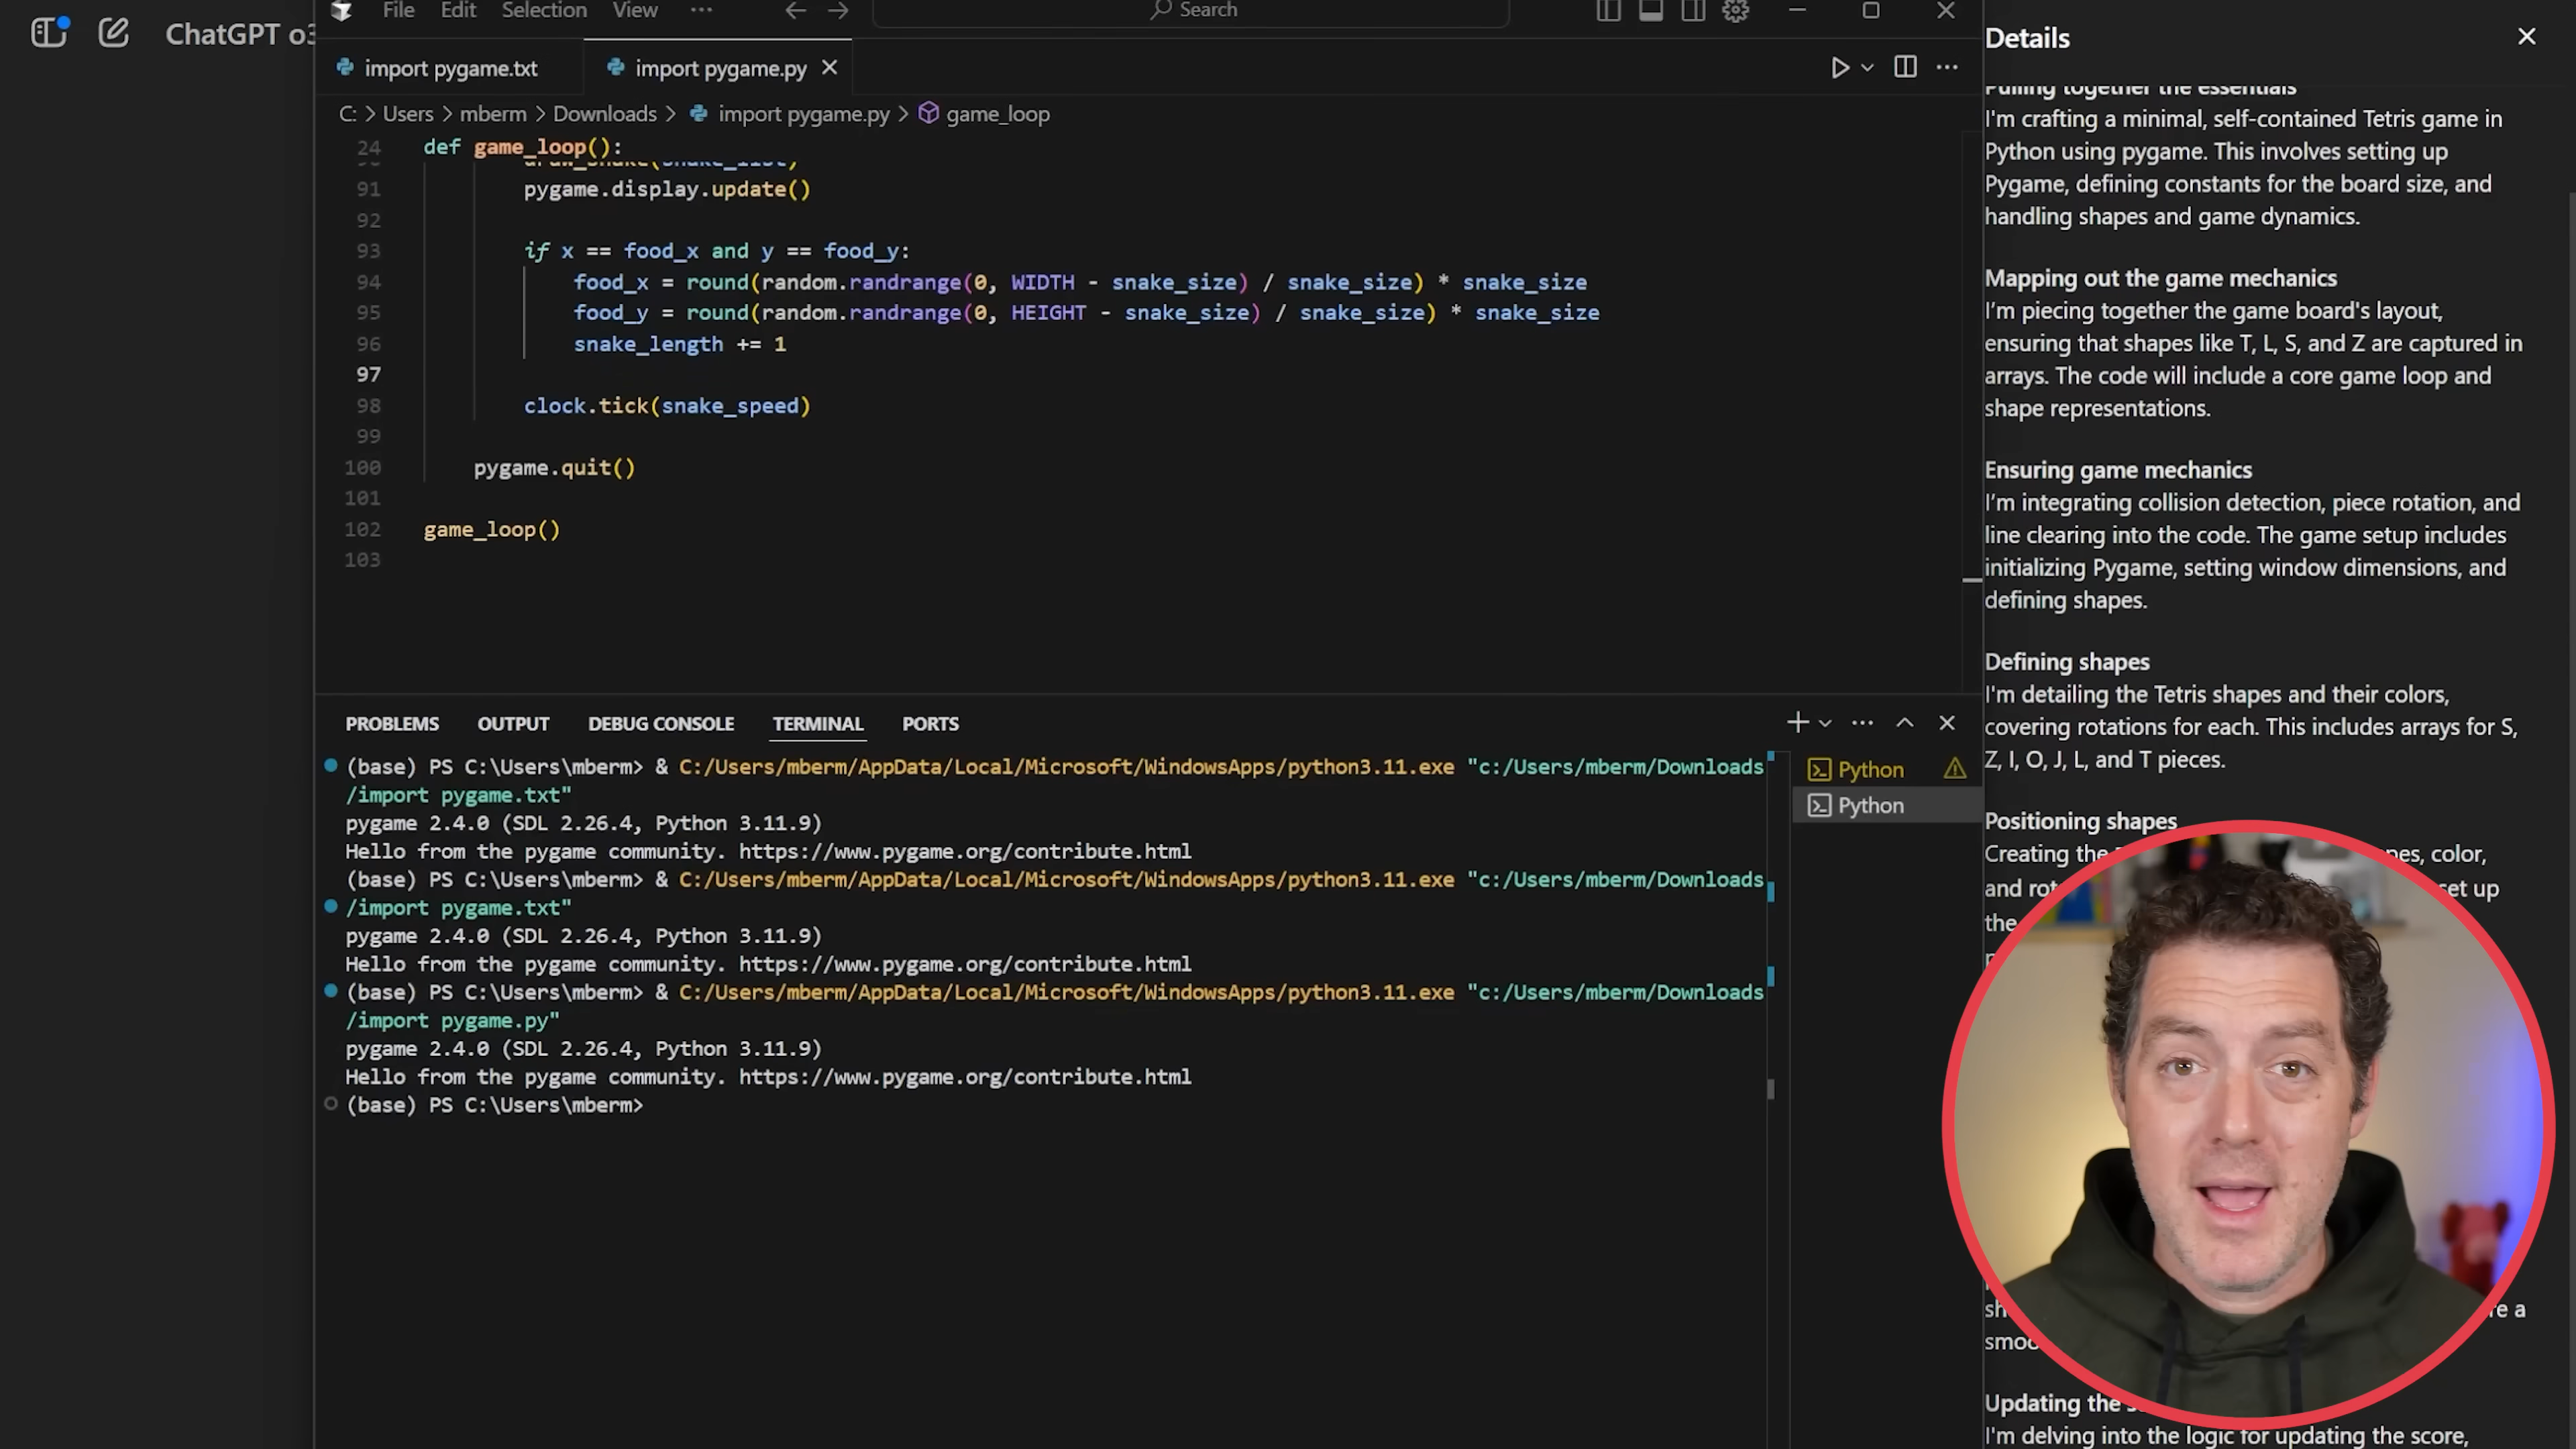 ChatGPT o3
File Edit Selection View ··· Search
import pygame.txt import pygame.py
C: > Users > mberm > Downloads > import pygame.py > game_loop
24 def game_loop():
draw_snake(snake_list)
91 pygame.display.update()
92
93 if x == food_x and y == food_y:
94 food_x = round(random.randrange(0, WIDTH - snake_size) / snake_size) * snake_size
95 food_y = round(random.randrange(0, HEIGHT - snake_size) / snake_size) * snake_size
96 snake_length += 1
97
98 clock.tick(snake_speed)
99
100 pygame.quit()
101
102 game_loop()
103
PROBLEMS OUTPUT DEBUG CONSOLE TERMINAL PORTS
(base) PS C:\Users\mberm> & C:/Users/mberm/AppData/Local/Microsoft/WindowsApps/python3.11.exe "c:/Users/mberm/Downloads
/import pygame.txt"
pygame 2.4.0 (SDL 2.26.4, Python 3.11.9)
Hello from the pygame community. https://www.pygame.org/contribute.html
(base) PS C:\Users\mberm> & C:/Users/mberm/AppData/Local/Microsoft/WindowsApps/python3.11.exe "c:/Users/mberm/Downloads
/import pygame.txt"
pygame 2.4.0 (SDL 2.26.4, Python 3.11.9)
Hello from the pygame community. https://www.pygame.org/contribute.html
(base) PS C:\Users\mberm> & C:/Users/mberm/AppData/Local/Microsoft/WindowsApps/python3.11.exe "c:/Users/mberm/Downloads
/import pygame.py"
pygame 2.4.0 (SDL 2.26.4, Python 3.11.9)
Hello from the pygame community. https://www.pygame.org/contribute.html
(base) PS C:\Users\mberm>
Python
Python
Details
Pulling together the essentials
I'm crafting a minimal, self-contained Tetris game in
Python using pygame. This involves setting up
Pygame, defining constants for the board size, and
handling shapes and game dynamics.
Mapping out the game mechanics
I'm piecing together the game board's layout,
ensuring that shapes like T, L, S, and Z are captured in
arrays. The code will include a core game loop and
shape representations.
Ensuring game mechanics
I'm integrating collision detection, piece rotation, and
line clearing into the code. The game setup includes
initializing Pygame, setting window dimensions, and
defining shapes.
Defining shapes
I'm detailing the Tetris shapes and their colors,
covering rotations for each. This includes arrays for S,
Z, I, O, J, L, and T pieces.
Positioning shapes
Creating the color,
and set up
the
a
Updating the
I'm delving into the logic for updating the score,